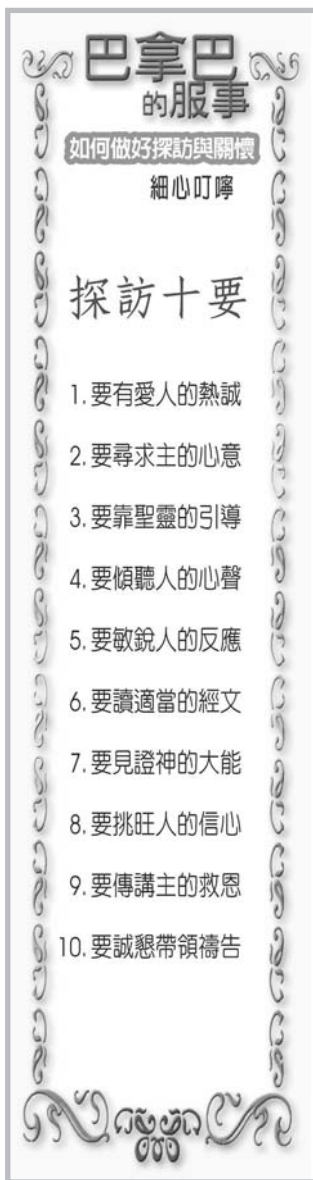 巴拿巴
的服事
如何做好探訪與關懷
細心叮嚀
探訪十要
1.要有愛人的熱誠
2.要尋求主的心意
3.要靠聖靈的引導
4.要傾聽人的心聲
5.要敏銳人的反應
6.要讀適當的經文
7.要見證神的大能
8.要挑旺人的信心
9.要傳講主的救恩
10.要誠懇帶領禱告